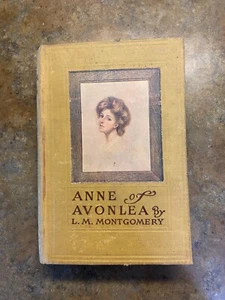 ANNE of
AVONLEA By
L. M. MONTGOMERY